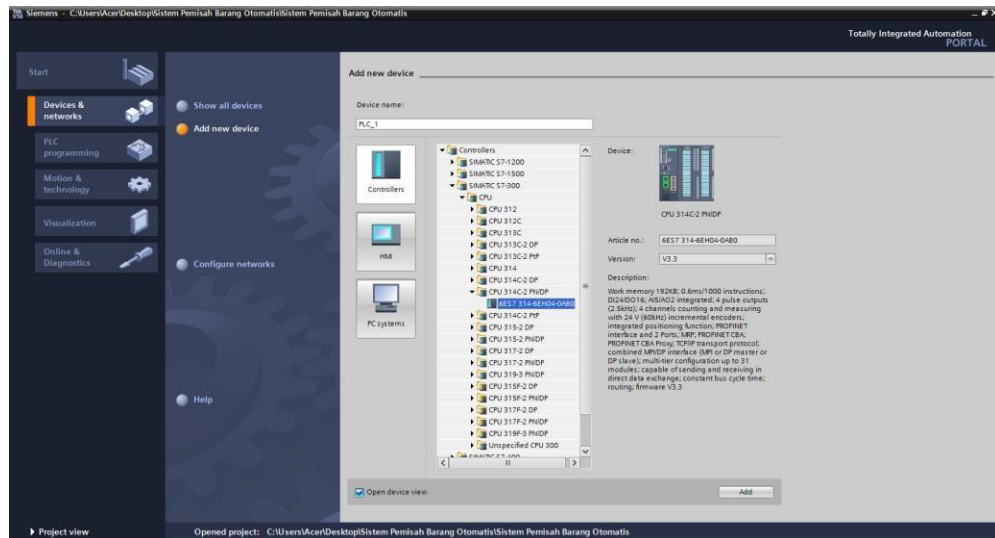 Siemens - C:\Users\Acer\Desktop\Sistem Pemisah Barang Otomatis\Sistem Pemisah Barang Otomatis
Totally Integrated Automation
PORTAL
Start
Devices &
networks
PLC
programming
Motion &
technology
Visualization
Online &
Diagnostics
Show all devices
Add new device
Configure networks
Help
Add new device
Device name:
PLC_1
Controllers
HMI
PC systems
Controllers
SIMATIC S7-1200
SIMATIC S7-1500
SIMATIC S7-300
CPU
CPU 312
CPU 312C
CPU 313C
CPU 313C-2 DP
CPU 313C-2 PtP
CPU 314
CPU 314C-2 DP
CPU 314C-2 PN/DP
6ES7 314-6EH04-0AB0
CPU 314C-2 PtP
CPU 315-2 DP
CPU 315-2 PN/DP
CPU 317-2 DP
CPU 317-2 PN/DP
CPU 319-3 PN/DP
CPU 315F-2 DP
CPU 315F-2 PN/DP
CPU 317F-2 DP
CPU 317F-2 PN/DP
CPU 319F-3 PN/DP
Unspecified CPU 300
SIMATIC S7-400
Device:
CPU 314C-2 PN/DP
Article no.:
6ES7 314-6EH04-0AB0
Version:
V3.3
Description:
Work memory 192KB; 0.6ms/1000 instructions;
DI24/DO16; AI5/AO2 integrated; 4 pulse outputs
(2.5kHz); 4 channels counting and measuring
with 24 V (60kHz) incremental encoders;
integrated positioning function; PROFINET
interface and 2 Ports; MRP; PROFINET CBA;
PROFINET CBA Proxy; TCP/IP transport protocol;
combined MPI/DP interface (MPI or DP master or
DP slave); multi-tier configuration up to 31
modules; capable of sending and receiving in
direct data exchange; constant bus cycle time;
routing; firmware V3.3
Open device view
Add
Project view
Opened project: C:\Users\Acer\Desktop\Sistem Pemisah Barang Otomatis\Sistem Pemisah Barang Otomatis